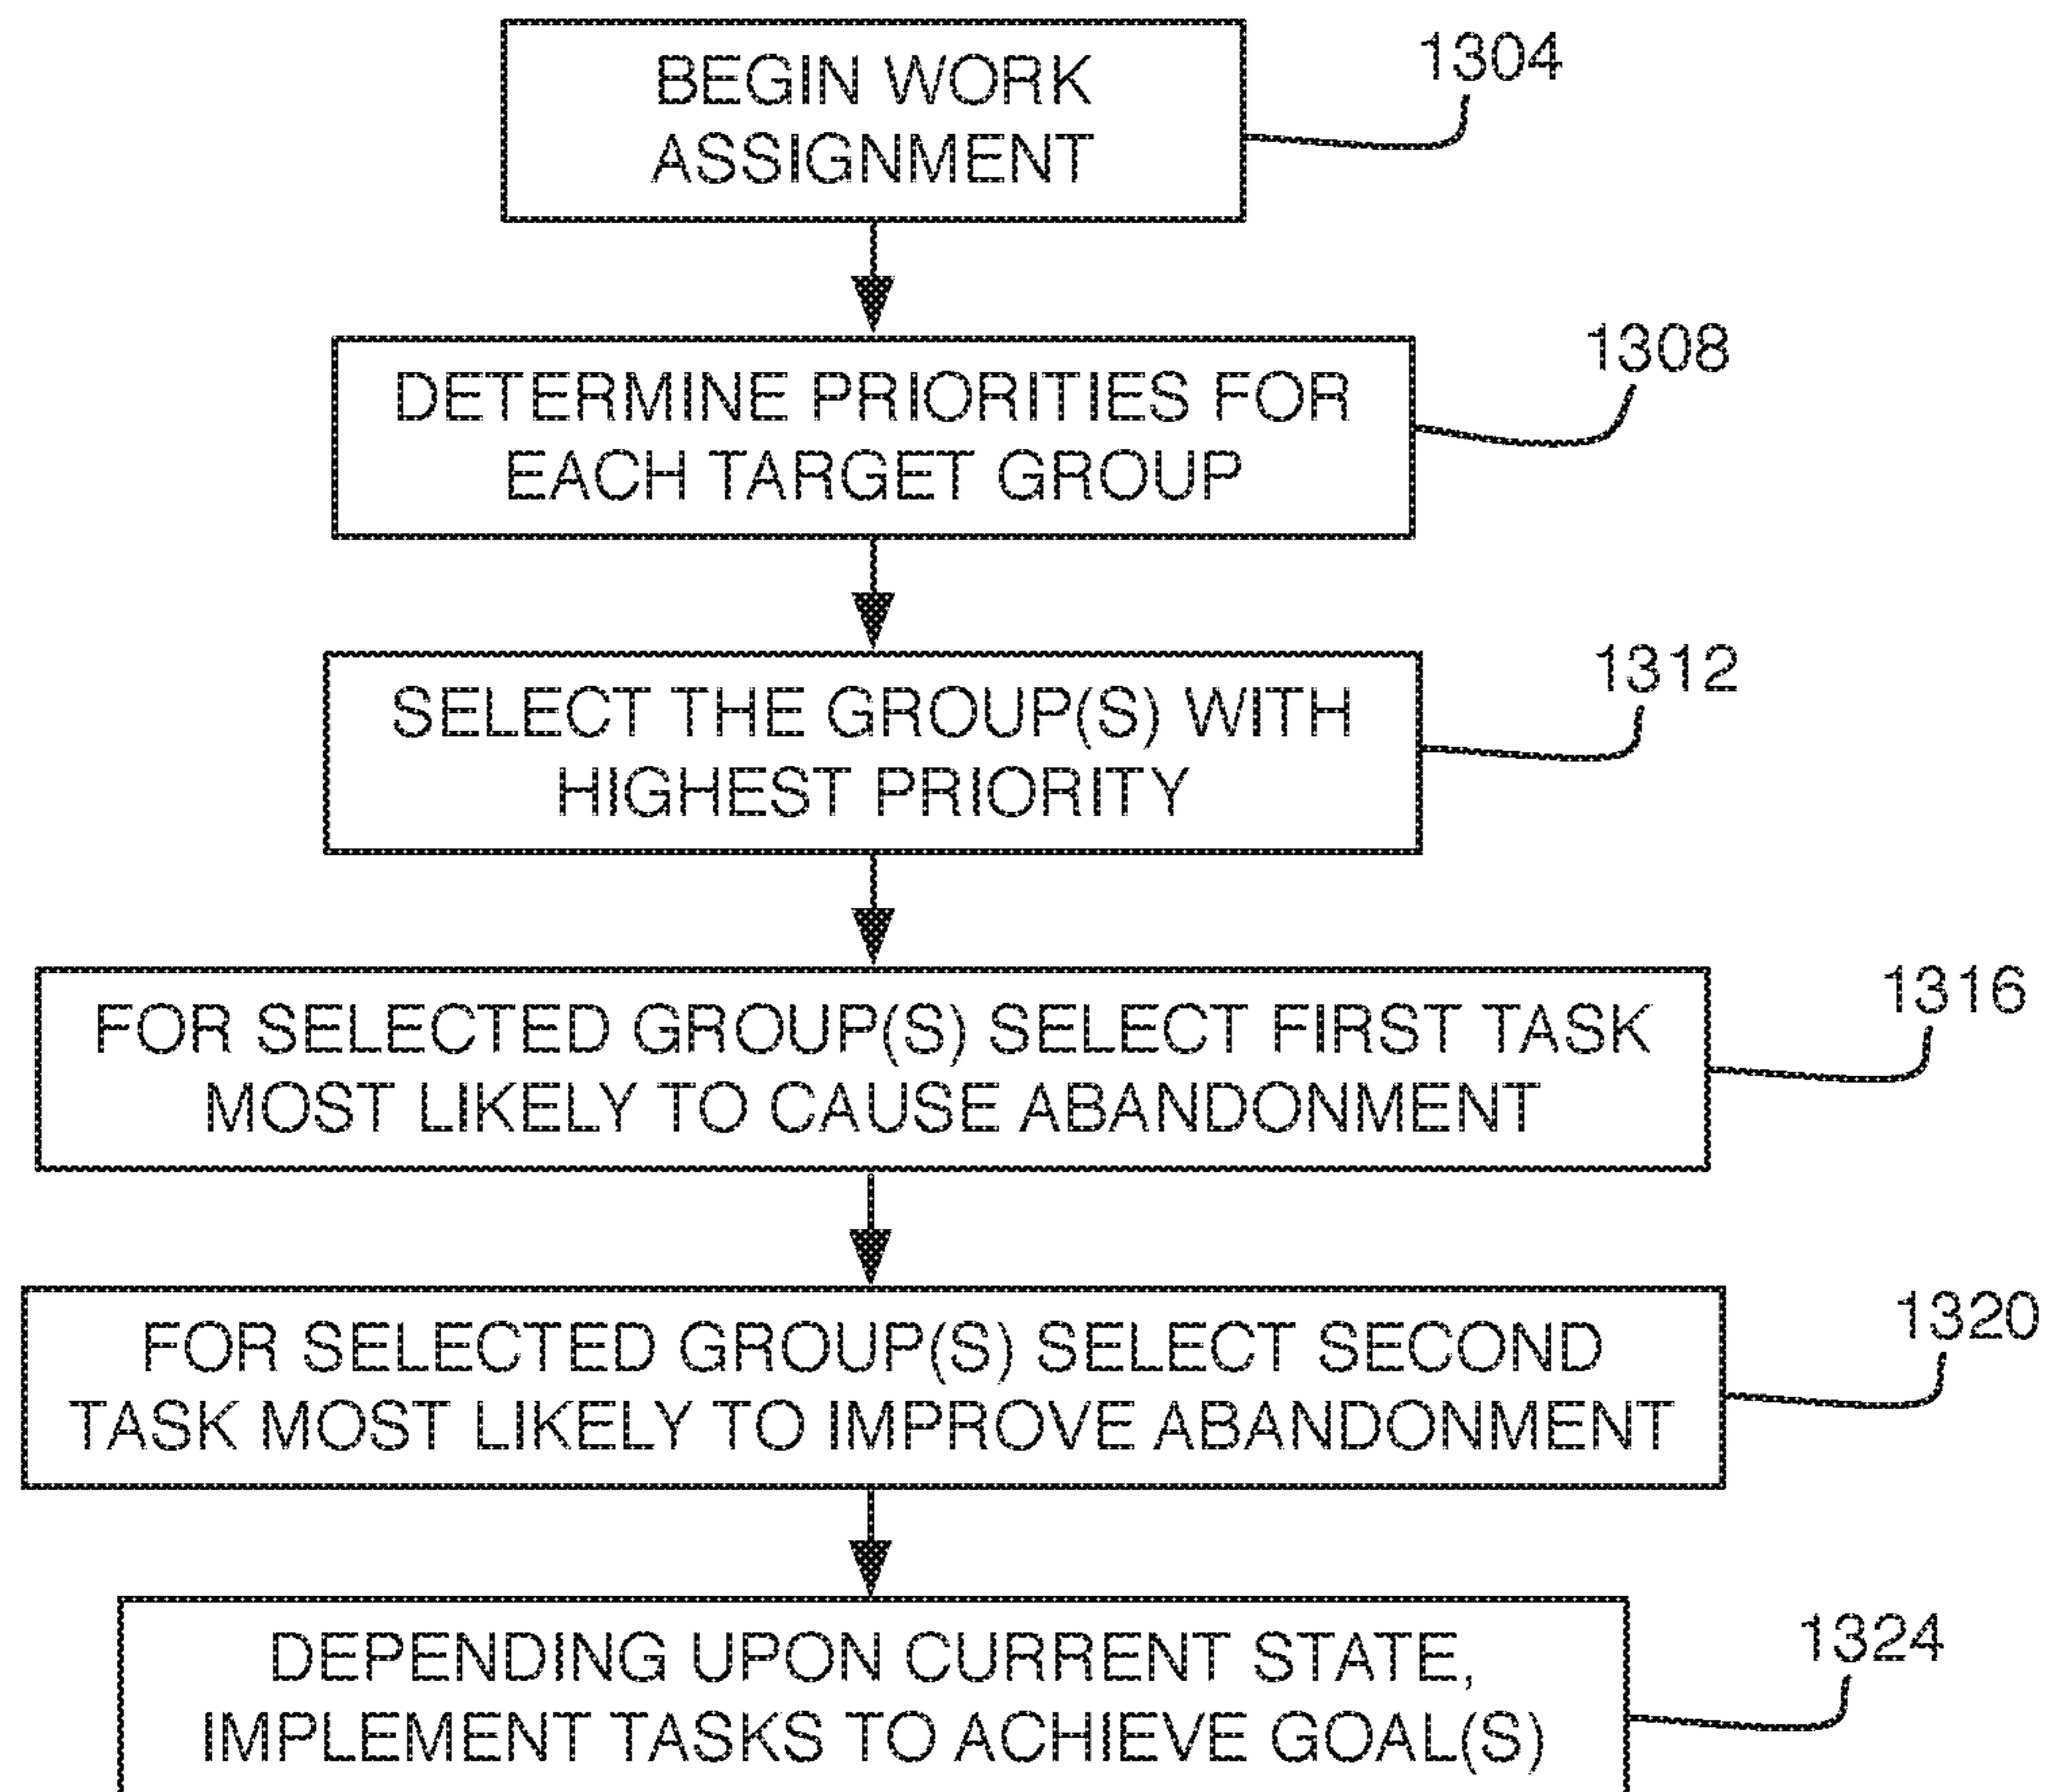 BEGIN WORK
ASSIGNMENT
1304
DETERMINE PRIORITIES FOR
EACH TARGET GROUP
1308
SELECT THE GROUP(S) WITH
HIGHEST PRIORITY
1312
FOR SELECTED GROUP(S) SELECT FIRST TASK
MOST LIKELY TO CAUSE ABANDONMENT
1316
FOR SELECTED GROUP(S) SELECT SECOND
TASK MOST LIKELY TO IMPROVE ABANDONMENT
1320
DEPENDING UPON CURRENT STATE,
IMPLEMENT TASKS TO ACHIEVE GOAL(S)
1324